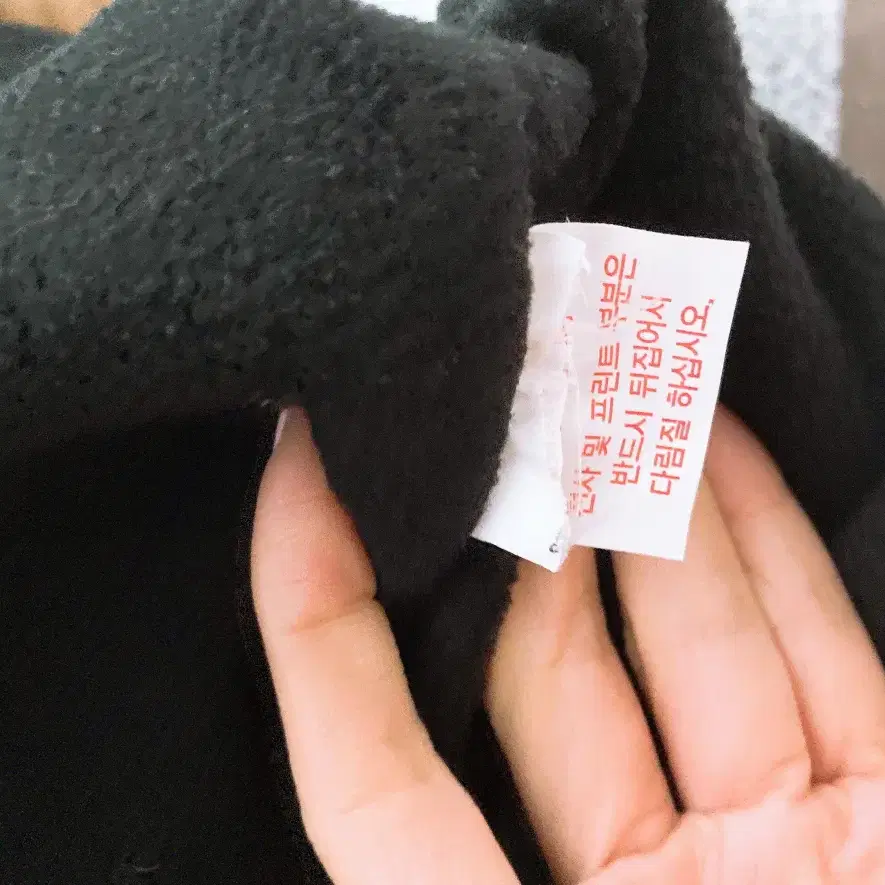 전사 및 프린트 부분은
반드시 뒤집어서
다림질 하십시오.